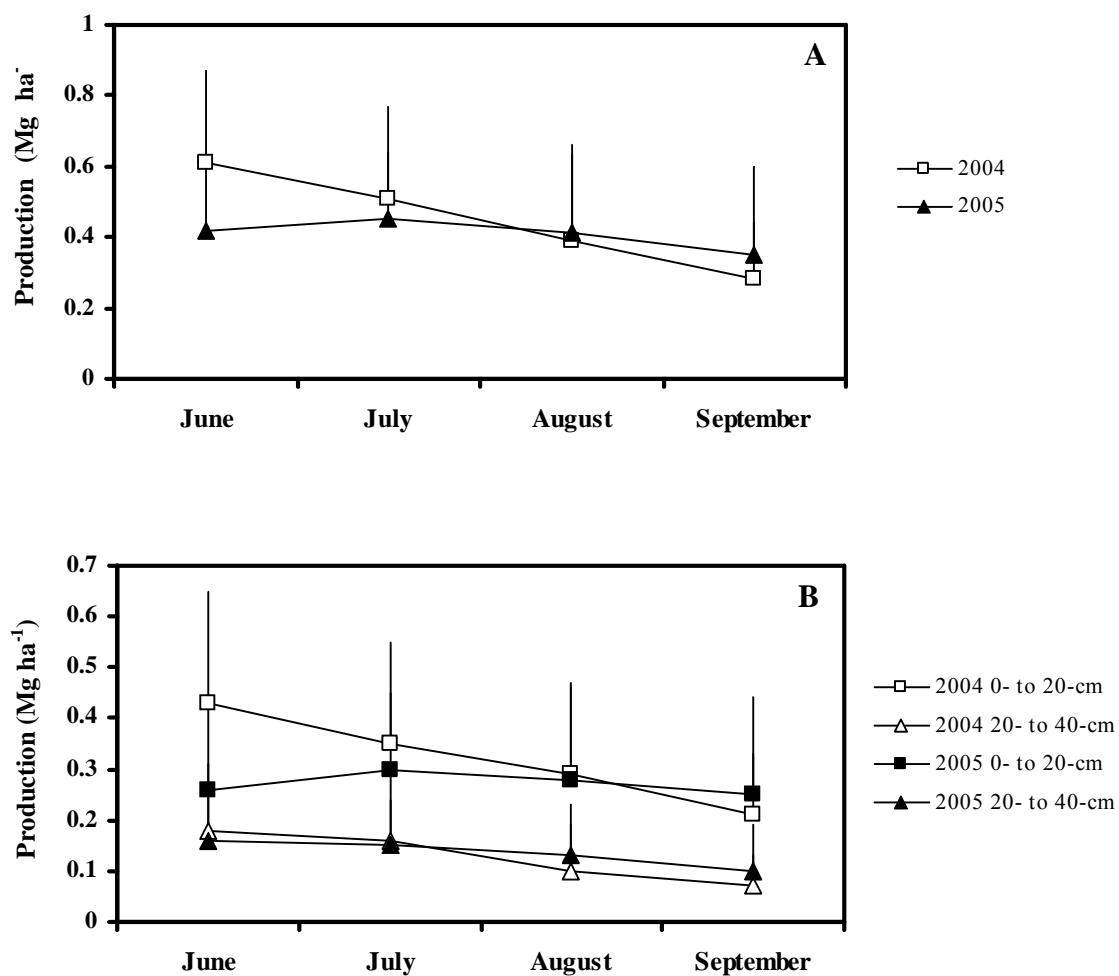 A
Production (Mg ha-
1
0.8
0.6
0.4
0.2
0
June July August September
2004
2005
B
Production (Mg ha-1)
0.7
0.6
0.5
0.4
0.3
0.2
0.1
0
June July August September
2004 0- to 20-cm
2004 20- to 40-cm
2005 0- to 20-cm
2005 20- to 40-cm